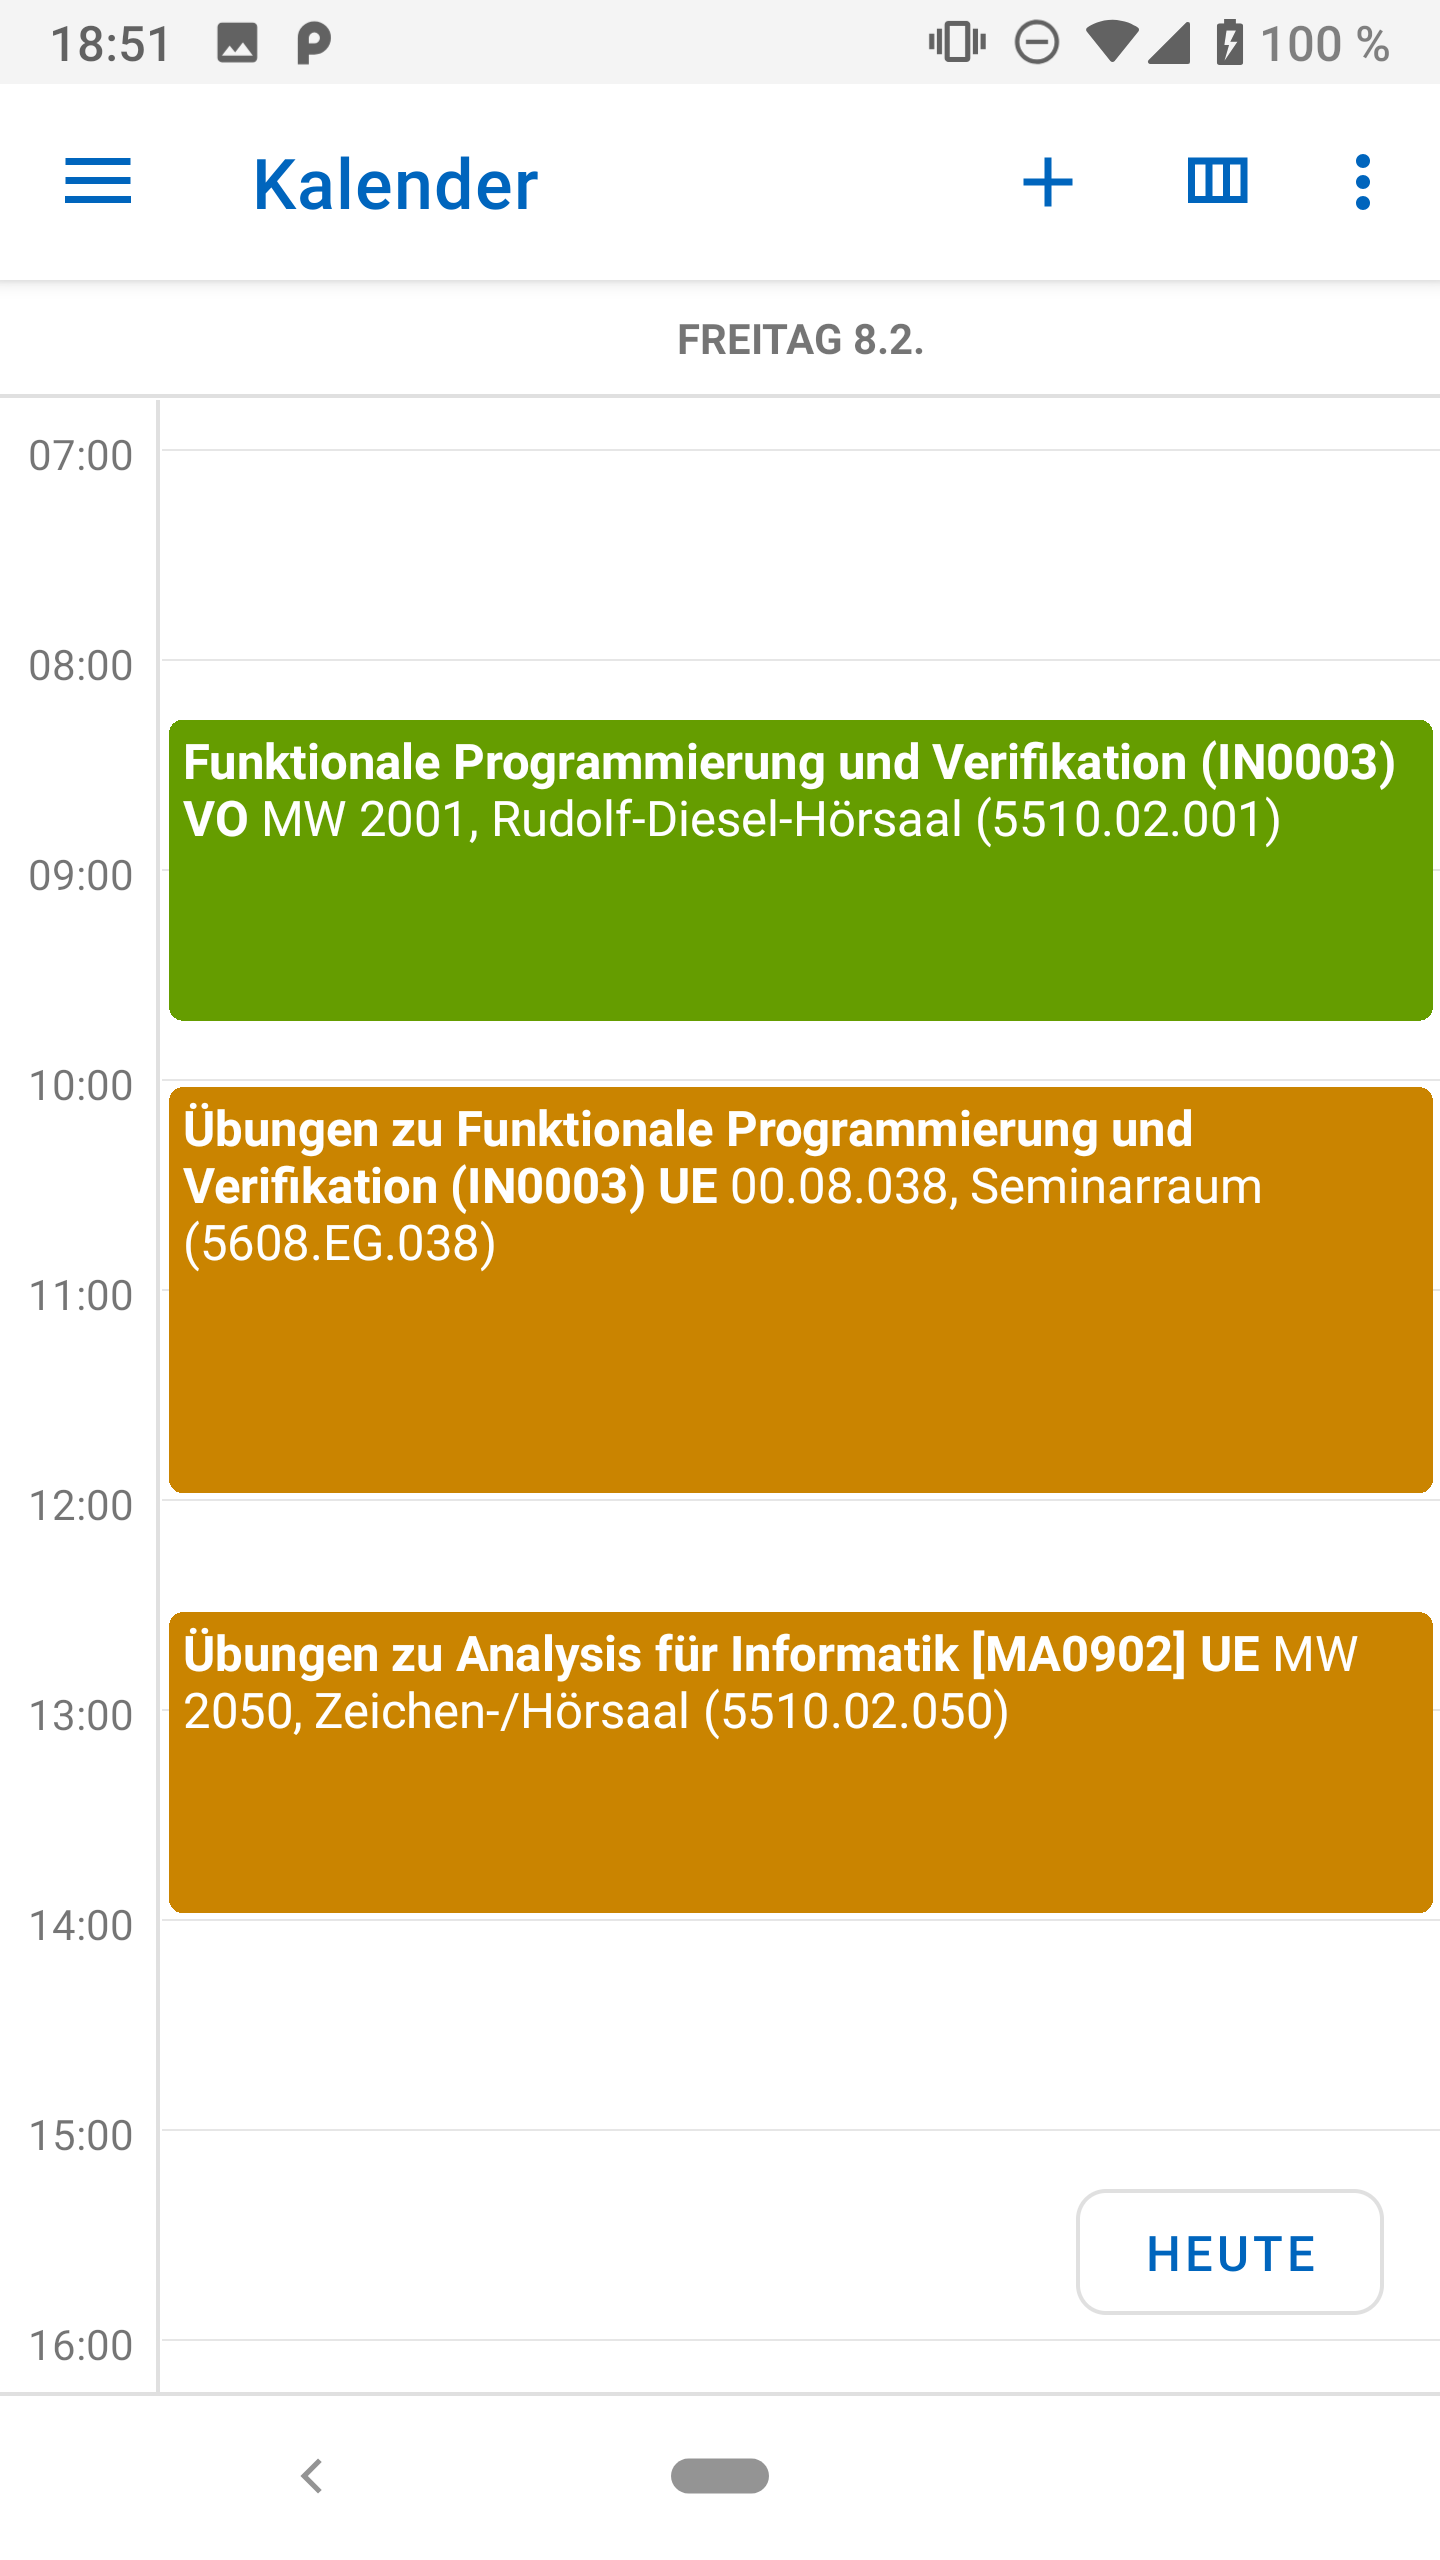 18:51
100 %
Kalender
FREITAG 8.2.
07:00
08:00
Funktionale Programmierung und Verifikation (IN0003)
VO MW 2001, Rudolf-Diesel-Hörsaal (5510.02.001)
09:00
10:00
Übungen zu Funktionale Programmierung und
Verifikation (IN0003) UE 00.08.038, Seminarraum
(5608.EG.038)
11:00
12:00
Übungen zu Analysis für Informatik [MA0902] UE MW
2050, Zeichen-/Hörsaal (5510.02.050)
13:00
14:00
15:00
HEUTE
16:00